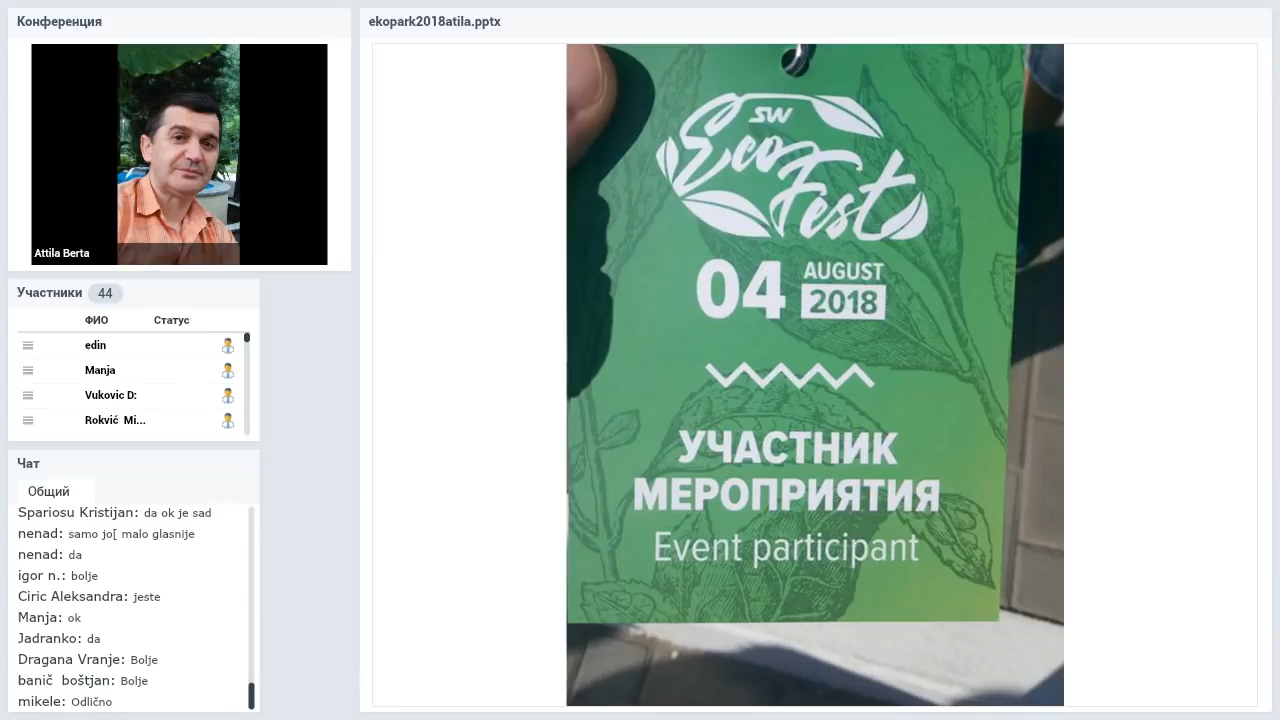 Конференция
Attila Berta
Участники 44
ФИО Статус
edin
Manja
Vukovic D:
Rokvić Mi...
Чат
Общий
Spariosu Kristijan: da ok je sad
nenad: samo jo[ malo glasnije
nenad: da
igor n.: bolje
Ciric Aleksandra: jeste
Manja: ok
Jadranko: da
Dragana Vranje: Bolje
banič boštjan: Bolje
mikele: Odlično
ekopark2018atila.pptx
SW
Eco
Fest
04 AUGUST
2018
УЧАСТНИК
МЕРОПРИЯТИЯ
Event participant